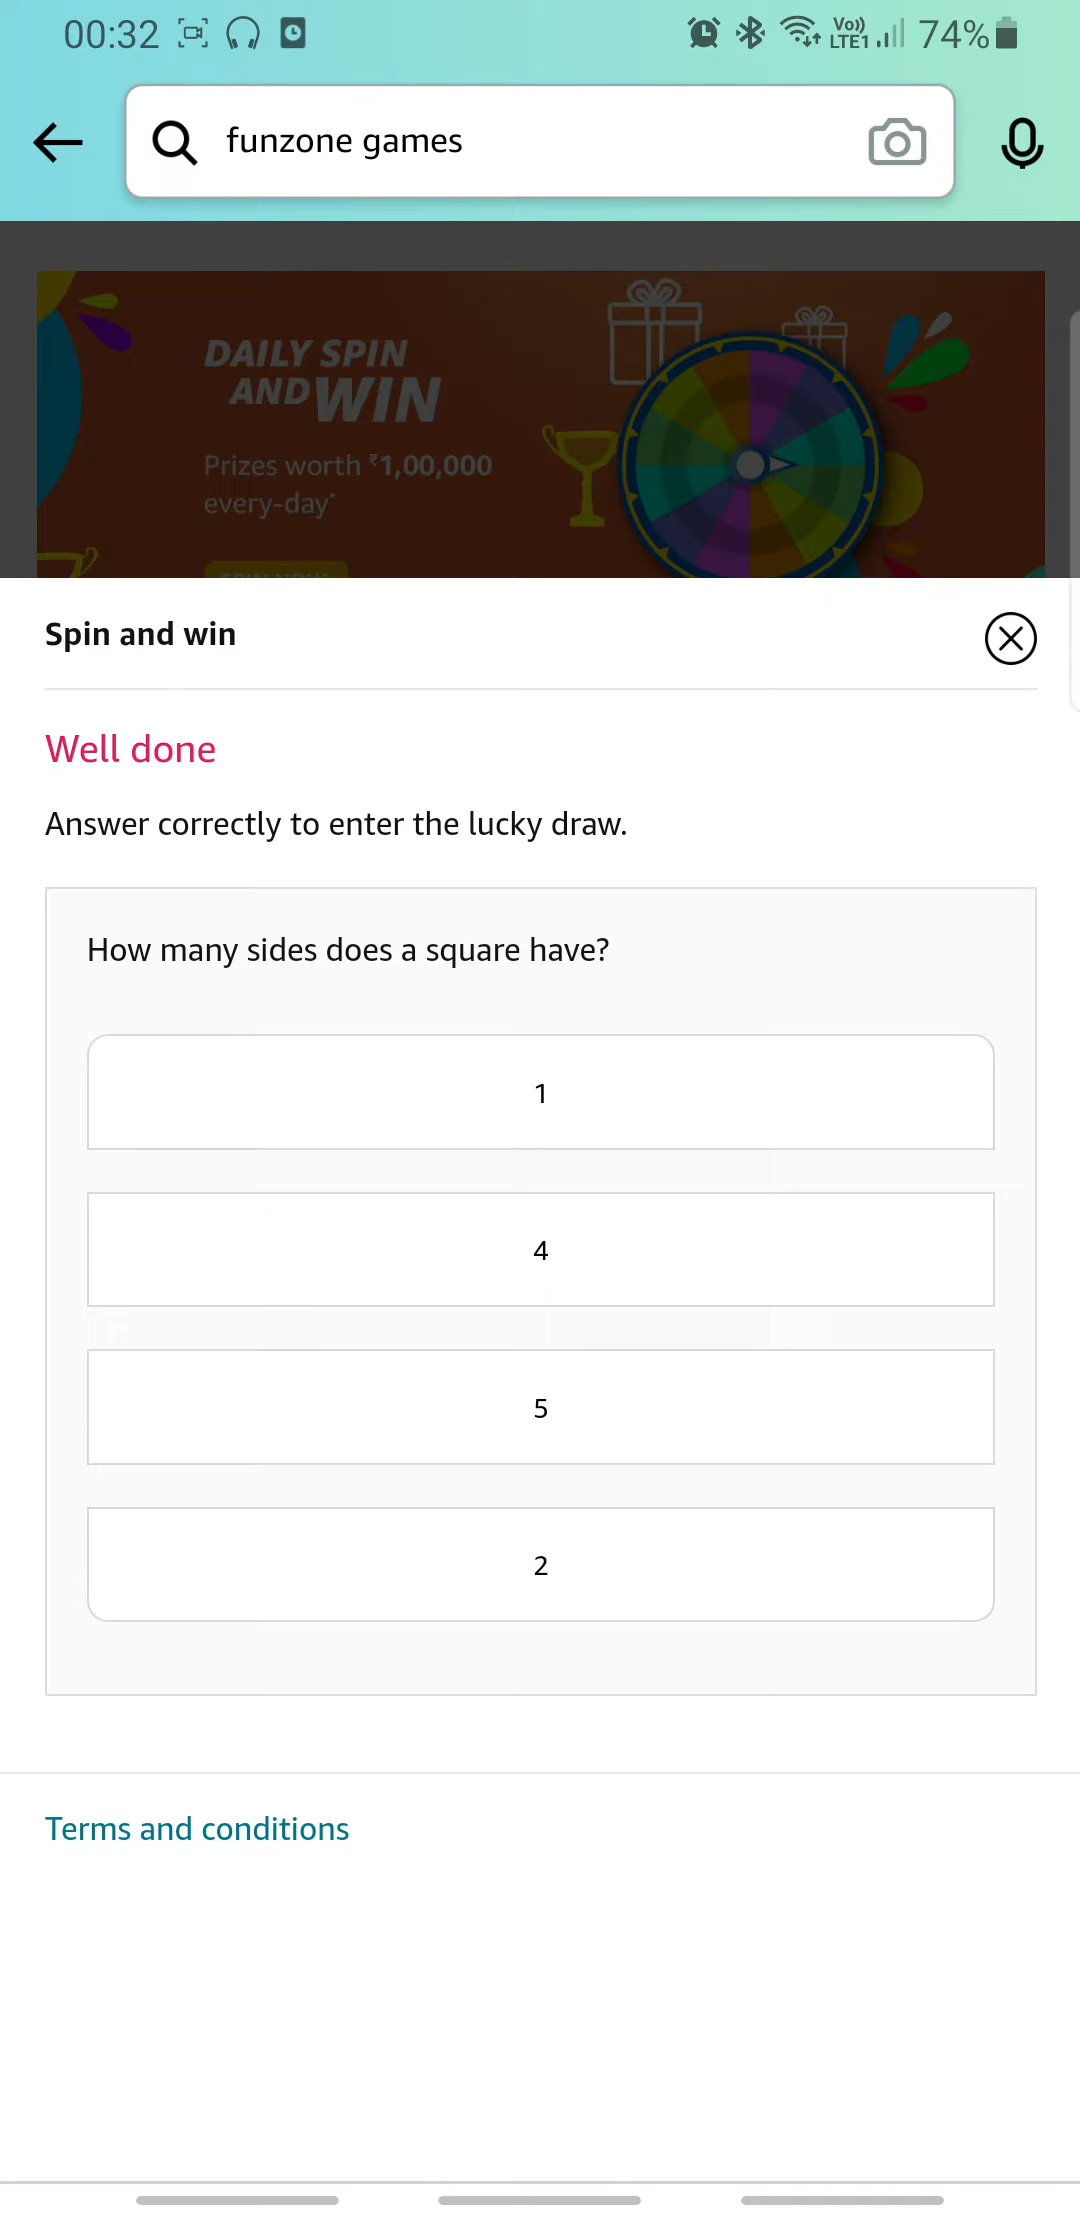 00:32 Vo)) LTE1 74%
funzone games
DAILY SPIN
AND WIN
Prizes worth ₹1,00,000
every-day*
Spin and win
Well done
Answer correctly to enter the lucky draw.
How many sides does a square have?
1
4
5
2
Terms and conditions